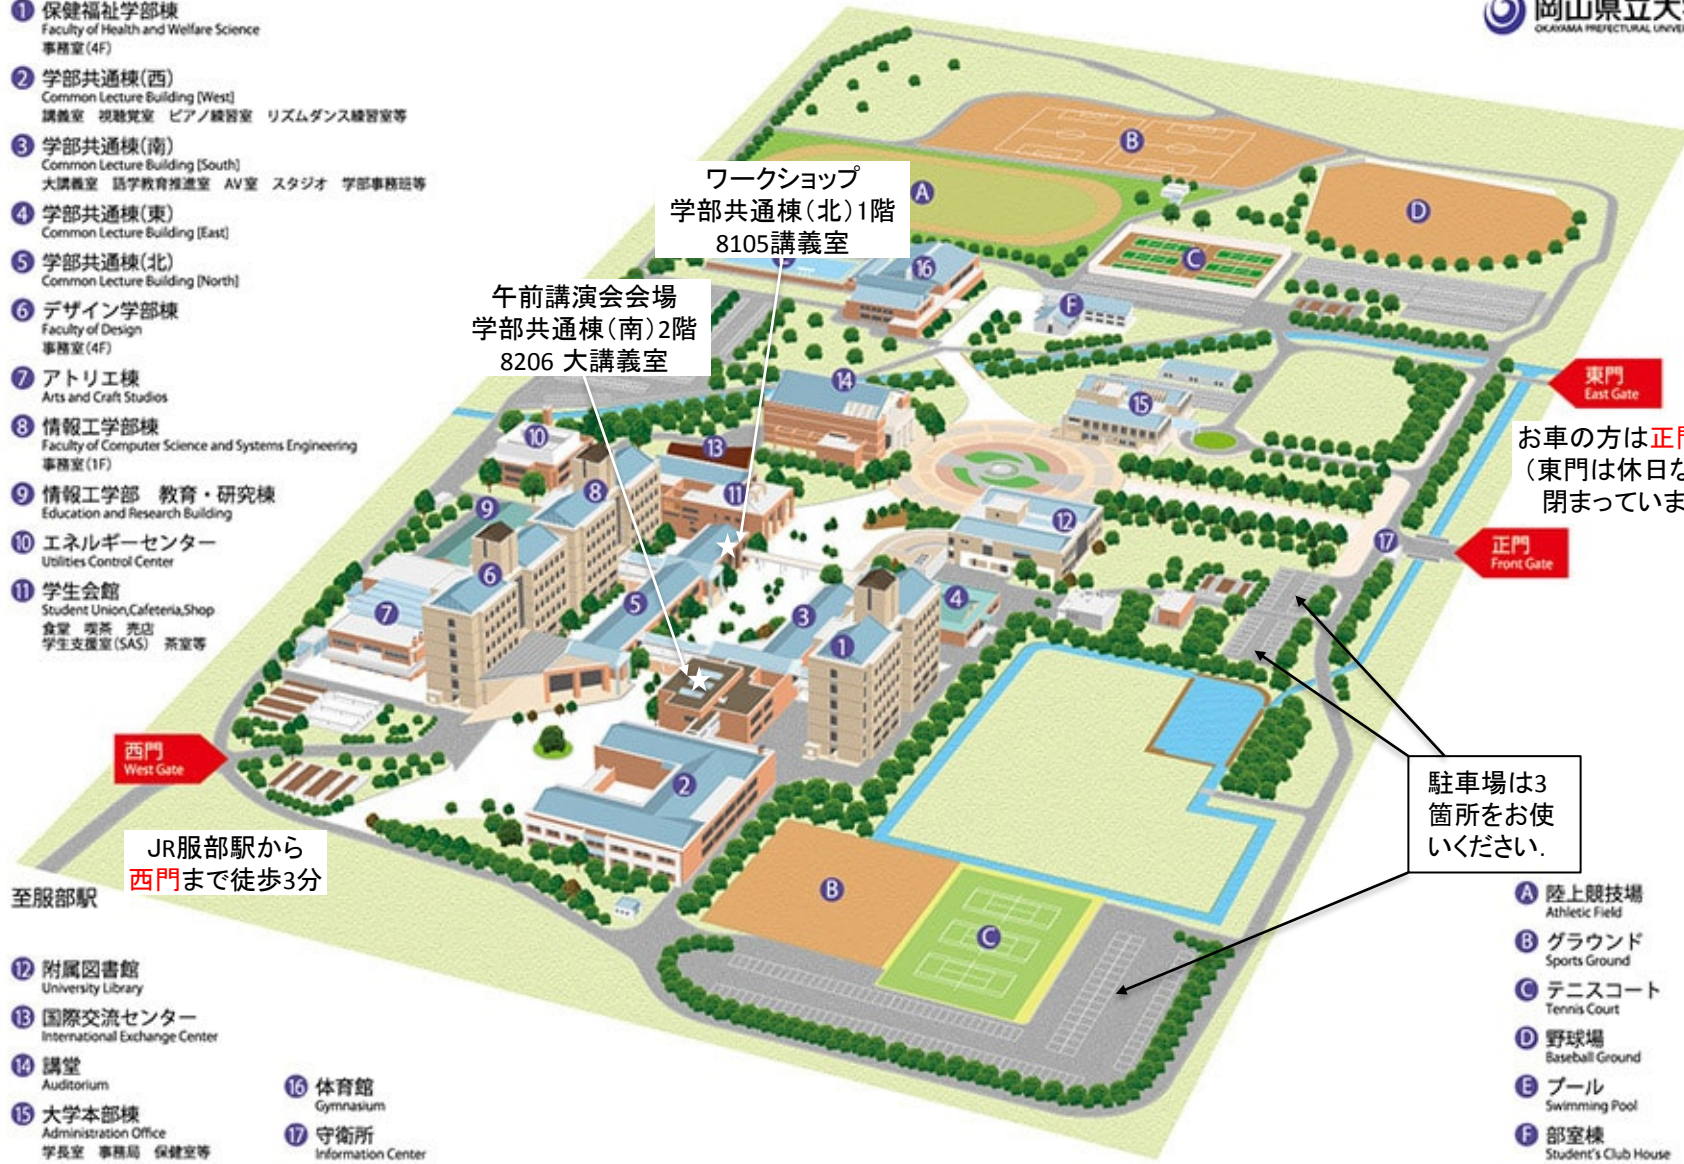 ① 保健福祉学部棟
Faculty of Health and Welfare Science
事務室(4F)
② 学部共通棟(西)
Common Lecture Building [West]
講義室 視聴覚室 ピアノ練習室 リズムダンス練習室等
③ 学部共通棟(南)
Common Lecture Building [South]
大講義室 語学教育推進室 AV室 スタジオ 学部事務班等
④ 学部共通棟(東)
Common Lecture Building [East]
⑤ 学部共通棟(北)
Common Lecture Building [North]
⑥ デザイン学部棟
Faculty of Design
事務室(4F)
⑦ アトリエ棟
Arts and Craft Studios
⑧ 情報工学部棟
Faculty of Computer Science and Systems Engineering
事務室(1F)
⑨ 情報工学部 教育・研究棟
Education and Research Building
⑩ エネルギーセンター
Utilities Control Center
⑪ 学生会館
Student Union,Cafeteria,Shop
食堂 喫茶 売店
学生支援室(SAS) 茶室等
岡山県立大
OKAYAMA PREFECTURAL
ワークショップ
学部共通棟(北)1階
8105講義室
午前講演会会場
学部共通棟(南)2階
8206 大講義室
B
A
D
C
16
F
14
15
10
13
8
11
9
12
6
7
5
3
4
1
2
17
B
C
東門
East Gate
お車の方は正門
(東門は休日な
閉まっていま
正門
Front Gate
西門
West Gate
JR服部駅から
西門まで徒歩3分
至服部駅
駐車場は3
箇所をお使
いください.
⑫ 附属図書館
University Library
⑬ 国際交流センター
International Exchange Center
⑭ 講堂
Auditorium
⑮ 大学本部棟
Administration Office
学長室 事務局 保健室等
⑯ 体育館
Gymnasium
⑰ 守衛所
Information Center
A 陸上競技場
Athletic Field
B グラウンド
Sports Ground
C テニスコート
Tennis Court
D 野球場
Baseball Ground
E プール
Swimming Pool
F 部室棟
Student's Club House